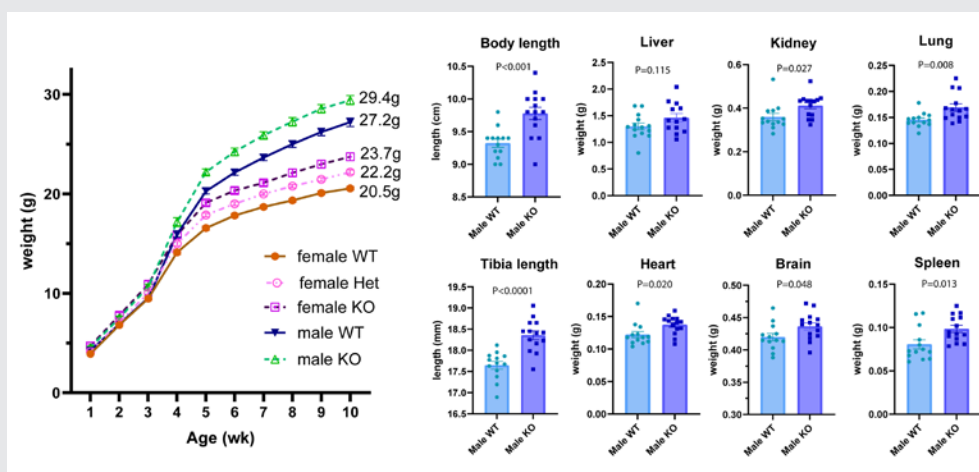 weight (g)
30
20
10
0
29.4g
27.2g
23.7g
22.2g
20.5g
female WT
female Het
female KO
male WT
male KO
1 2 3 4 5 6 7 8 9 10
Age (wk)
Body length
P<0.001
length (cm)
10.5
10.0
9.5
9.0
8.5
Male WT
Male KO
Liver
P=0.115
weight (g)
2.5
2.0
1.5
1.0
0.5
0.0
Male WT
Male KO
Kidney
P=0.027
weight (g)
0.6
0.4
0.2
0.0
Male WT
Male KO
Lung
P=0.008
weight (g)
0.25
0.20
0.15
0.10
0.05
0.00
Male WT
Male KO
Tibia length
P<0.0001
length (mm)
19.5
19.0
18.5
18.0
17.5
17.0
16.5
Male WT
Male KO
Heart
P=0.020
weight (g)
0.20
0.15
0.10
0.05
0.00
Male WT
Male KO
Brain
P=0.048
weight (g)
0.50
0.45
0.40
0.35
0.30
Male WT
Male KO
Spleen
P=0.013
weight (g)
0.15
0.10
0.05
0.00
Male WT
Male KO